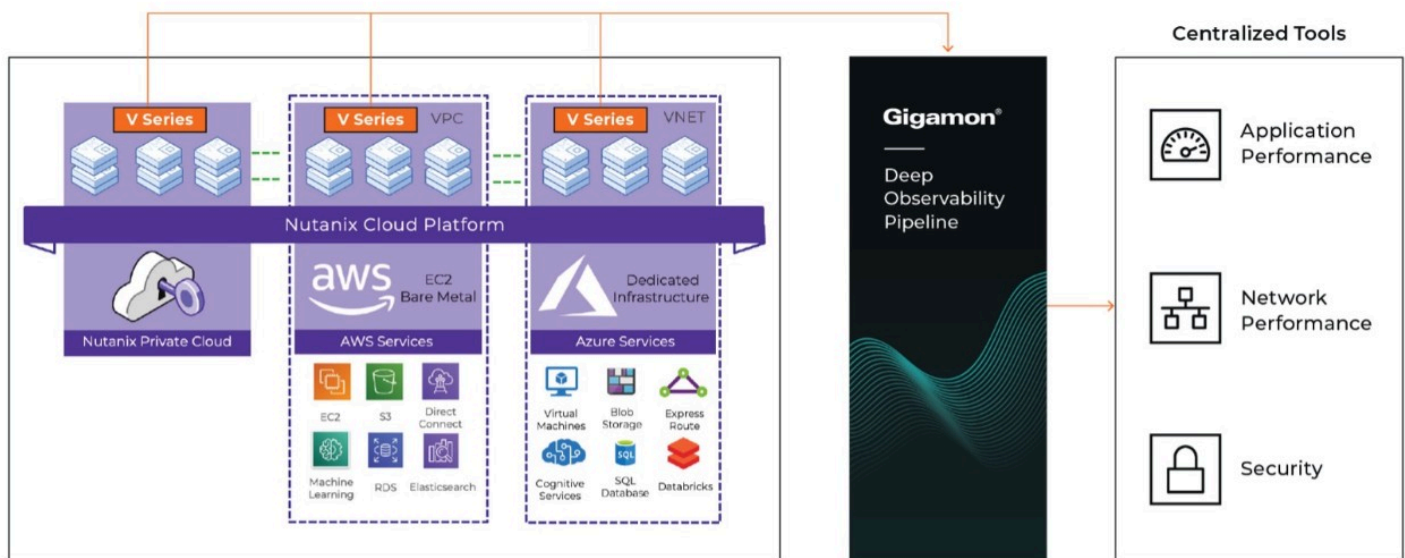 Centralized Tools
V Series
V Series
VPC
V Series
VNET
Nutanix Cloud Platform
Nutanix Private Cloud
aws
EC2
Bare Metal
AWS Services
EC2
S3
Direct
Connect
Machine
Learning
RDS
Elasticsearch
Dedicated
Infrastructure
Azure Services
Virtual
Machines
Blob
Storage
Express
Route
Cognitive
Services
SQL
SQL
Database
Databricks
Gigamon®
Deep
Observability
Pipeline
Application
Performance
Network
Performance
Security